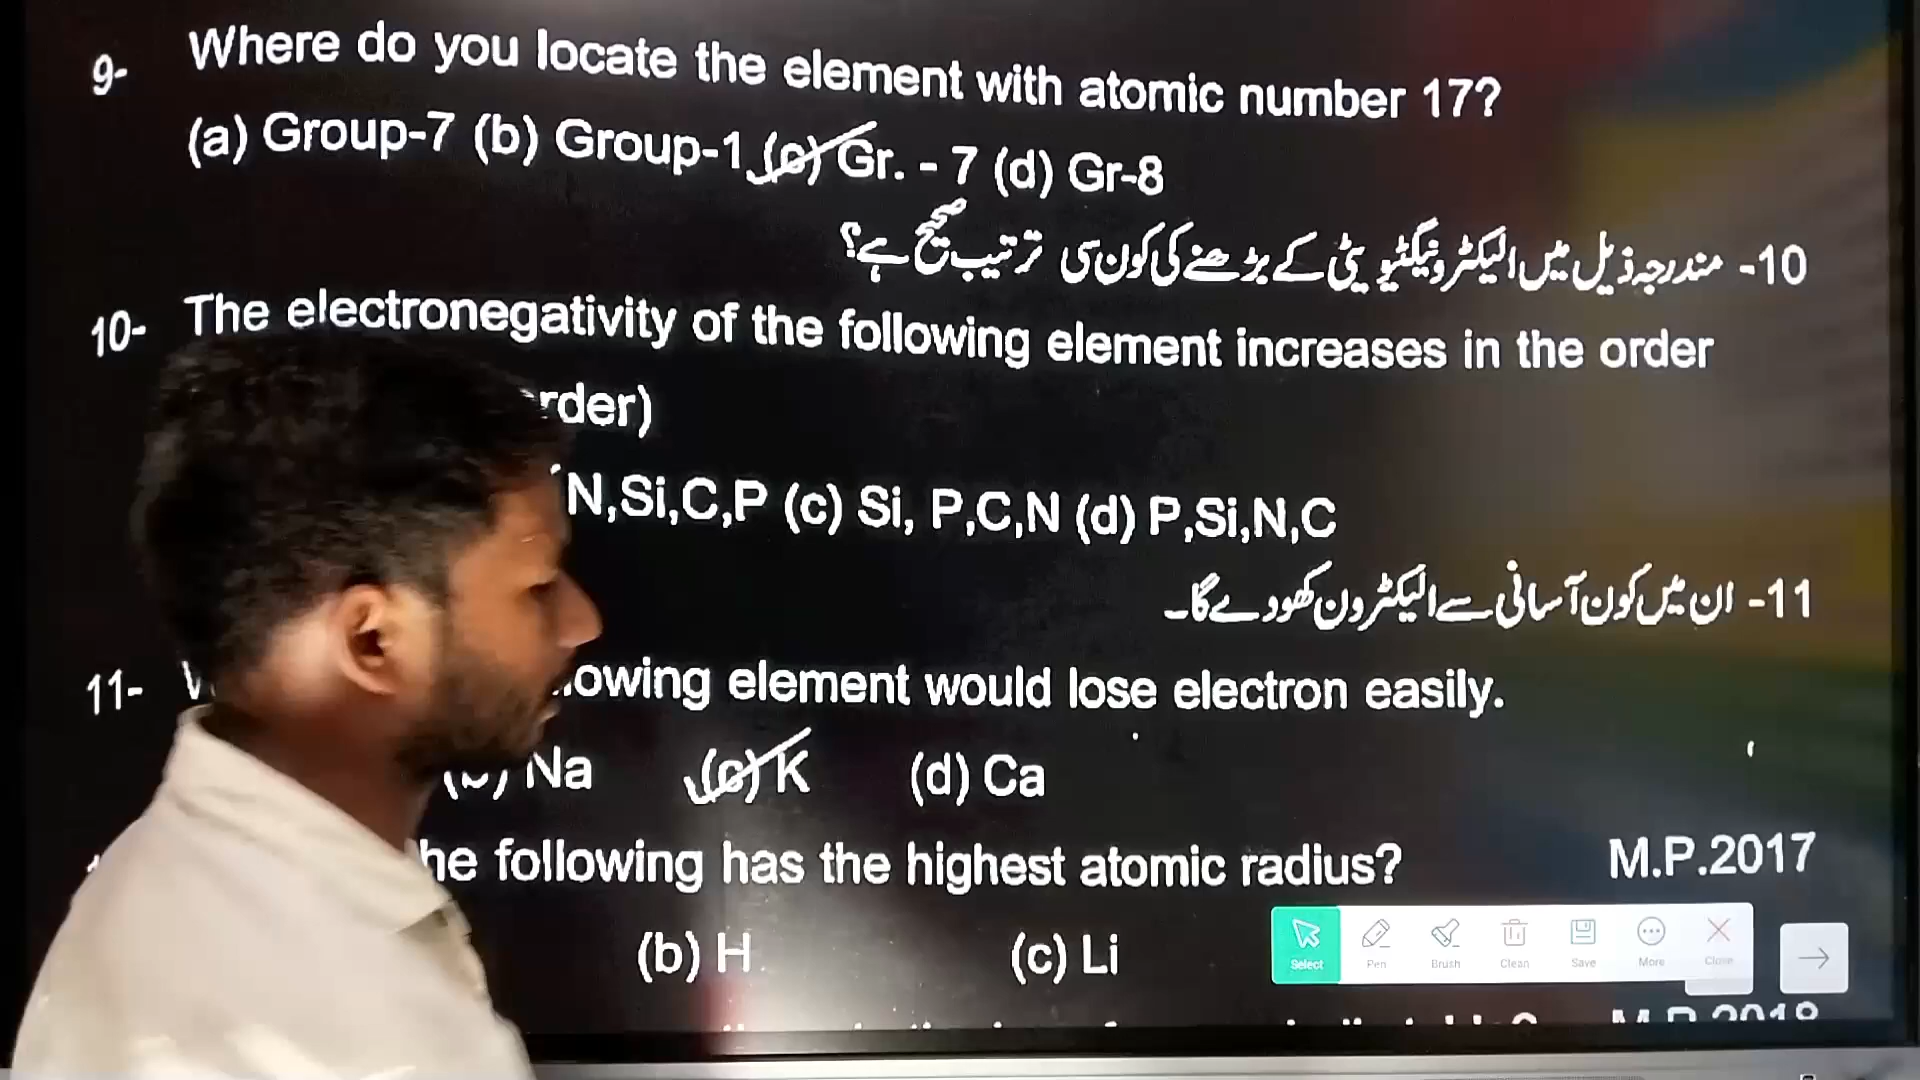 9- Where do you locate the element with atomic number 17?
(a) Group-7 (b) Group-1 (c) Gr. - 7 (d) Gr-8
10- مندرجہ ذیل میں الیکٹرونیگٹیویٹی کے بڑھنے کی کون سی ترتیب صحیح ہے؟
10- The electronegativity of the following element increases in the order
rder)
N,Si,C,P (c) Si, P,C,N (d) P,Si,N,C
11- ان میں کون آسانی سے الیکٹرون کھو دے گا۔
11- owing element would lose electron easily.
Na (c) K (d) Ca
he following has the highest atomic radius? M.P.2017
(b) H (c) Li
Select Pen Brush Clean Save More Close